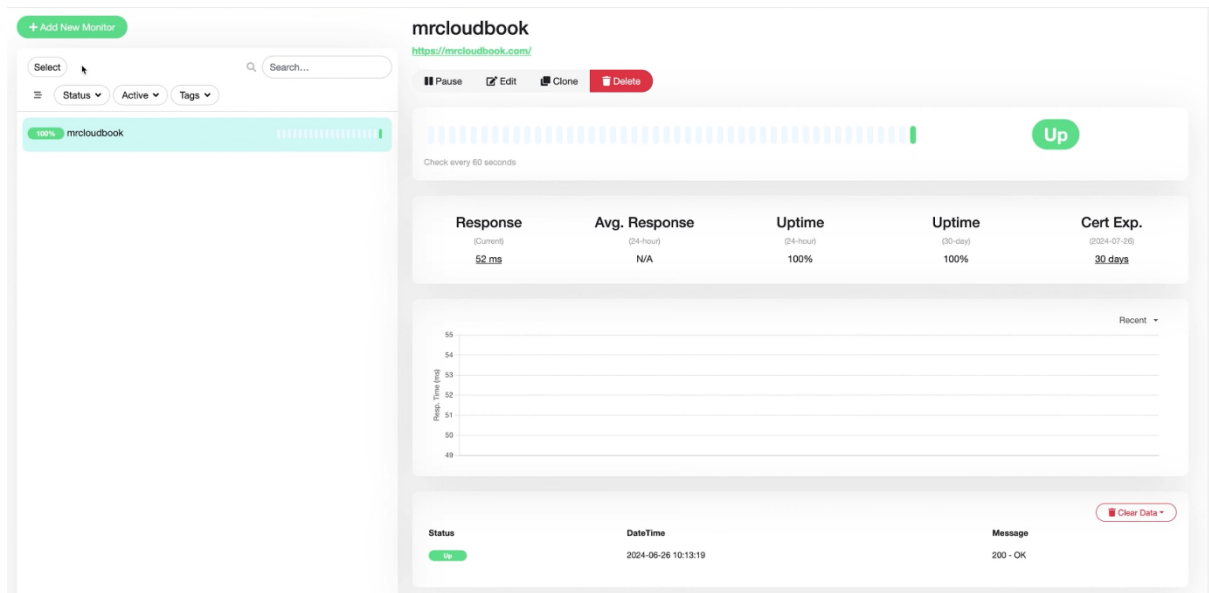 + Add New Monitor
Select
Search...
Status
Active
Tags
100% mrcloudbook
mrcloudbook
https://mrcloudbook.com/
Pause Edit Clone Delete
Up
Check every 60 seconds
Response Avg. Response Uptime Uptime Cert Exp.
(Current) (24-hour) (24-hour) (30-day) (2024-07-26)
52 ms N/A 100% 100% 30 days
Recent
Resp. Time (ms)
55
54
53
52
51
50
49
Clear Data
Status DateTime Message
Up 2024-06-26 10:13:19 200 - OK